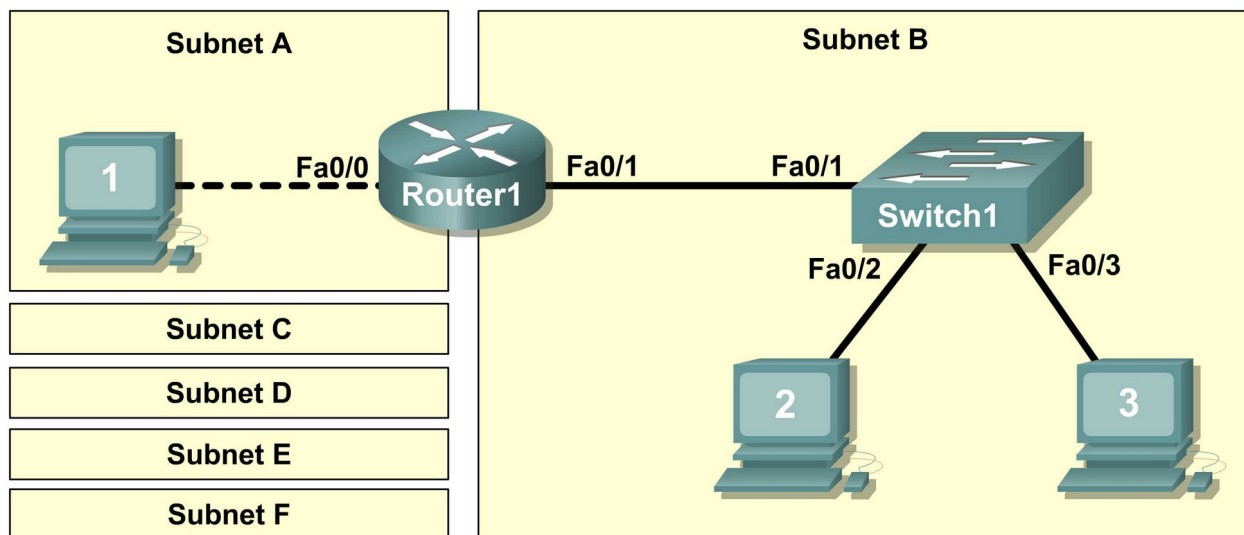 Subnet A
Subnet B
1
Fa0/0
Router1
Fa0/1
Fa0/1
Switch1
Fa0/2
Fa0/3
Subnet C
Subnet D
Subnet E
Subnet F
2
3